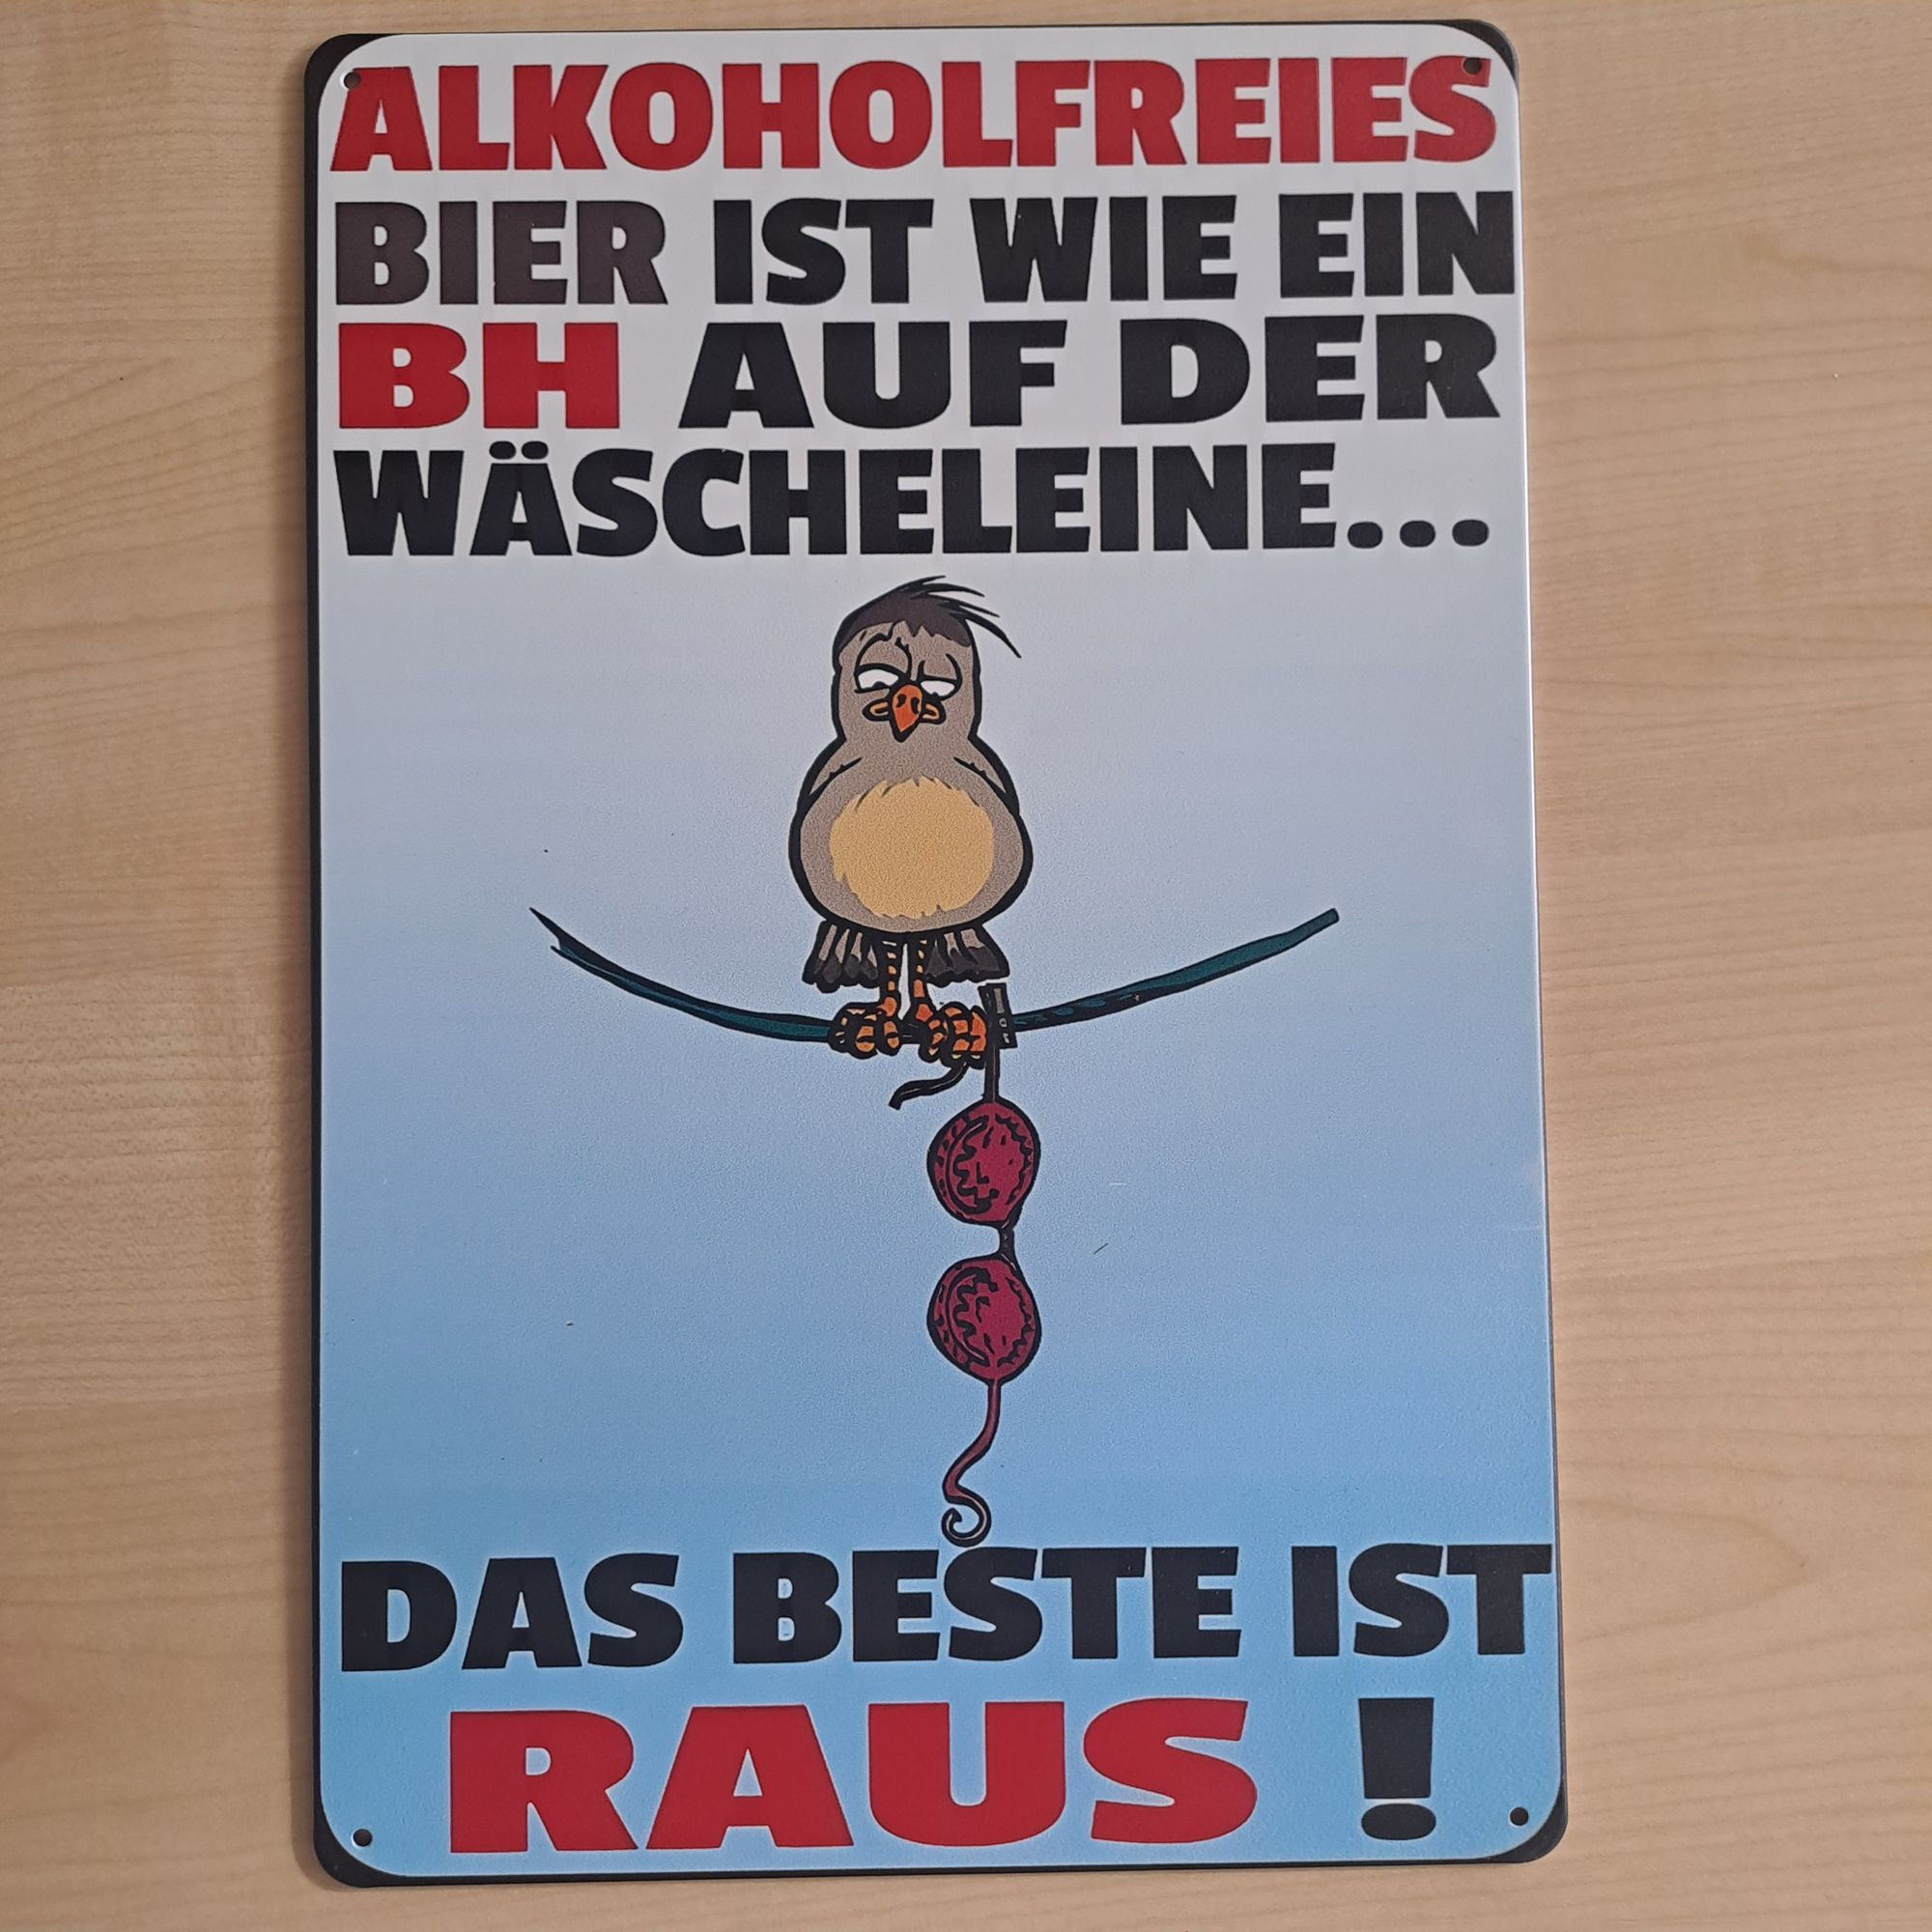 ALKOHOLFREIES
BIER IST WIE EIN
BH AUF DER
WÄSCHELEINE...
DAS BESTE IST
RAUS !